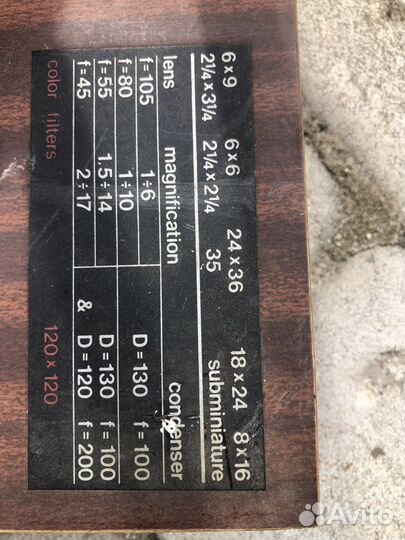 6 x 9 6 x 6 24 x 36 18 x 24 8 x 16
2¼ x 3¼ 2¼ x 2¼ 35 subminiature
lens magnification condenser
f = 105 1 ÷ 6 D = 130 f = 100
f = 80 1 ÷ 10
f = 55 1.5 ÷ 14 D = 130 f = 100
f = 45 2 ÷ 17 & D = 120 f = 200
color filters 120 x 120
Avito